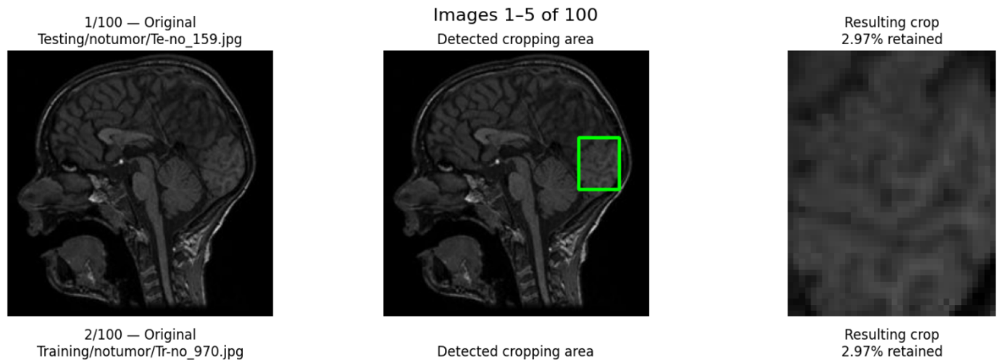 Images 1–5 of 100
1/100 — Original
Testing/notumor/Te-no_159.jpg
Detected cropping area
Resulting crop
2.97% retained
2/100 — Original
Training/notumor/Tr-no_970.jpg
Detected cropping area
Resulting crop
2.97% retained